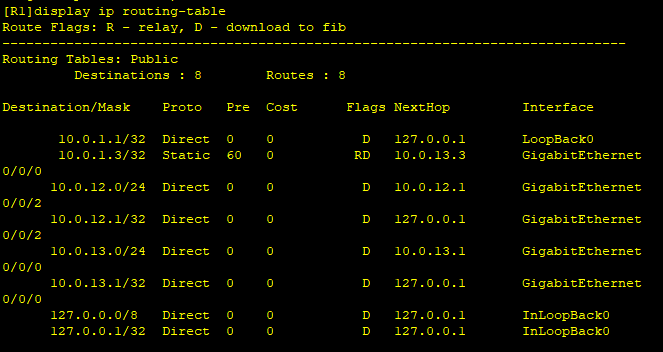 [R1]display ip routing-table
Route Flags: R - relay, D - download to fib
------------------------------------------------------------------------------
Routing Tables: Public
         Destinations : 8        Routes : 8

Destination/Mask    Proto  Pre  Cost      Flags NextHop         Interface

       10.0.1.1/32  Direct  0    0           D   127.0.0.1       LoopBack0
       10.0.1.3/32  Static  60   0          RD   10.0.13.3       GigabitEthernet
0/0/0
      10.0.12.0/24  Direct  0    0           D   10.0.12.1       GigabitEthernet
0/0/2
      10.0.12.1/32  Direct  0    0           D   127.0.0.1       GigabitEthernet
0/0/2
      10.0.13.0/24  Direct  0    0           D   10.0.13.1       GigabitEthernet
0/0/0
      10.0.13.1/32  Direct  0    0           D   127.0.0.1       GigabitEthernet
0/0/0
      127.0.0.0/8   Direct  0    0           D   127.0.0.1       InLoopBack0
      127.0.0.1/32  Direct  0    0           D   127.0.0.1       InLoopBack0